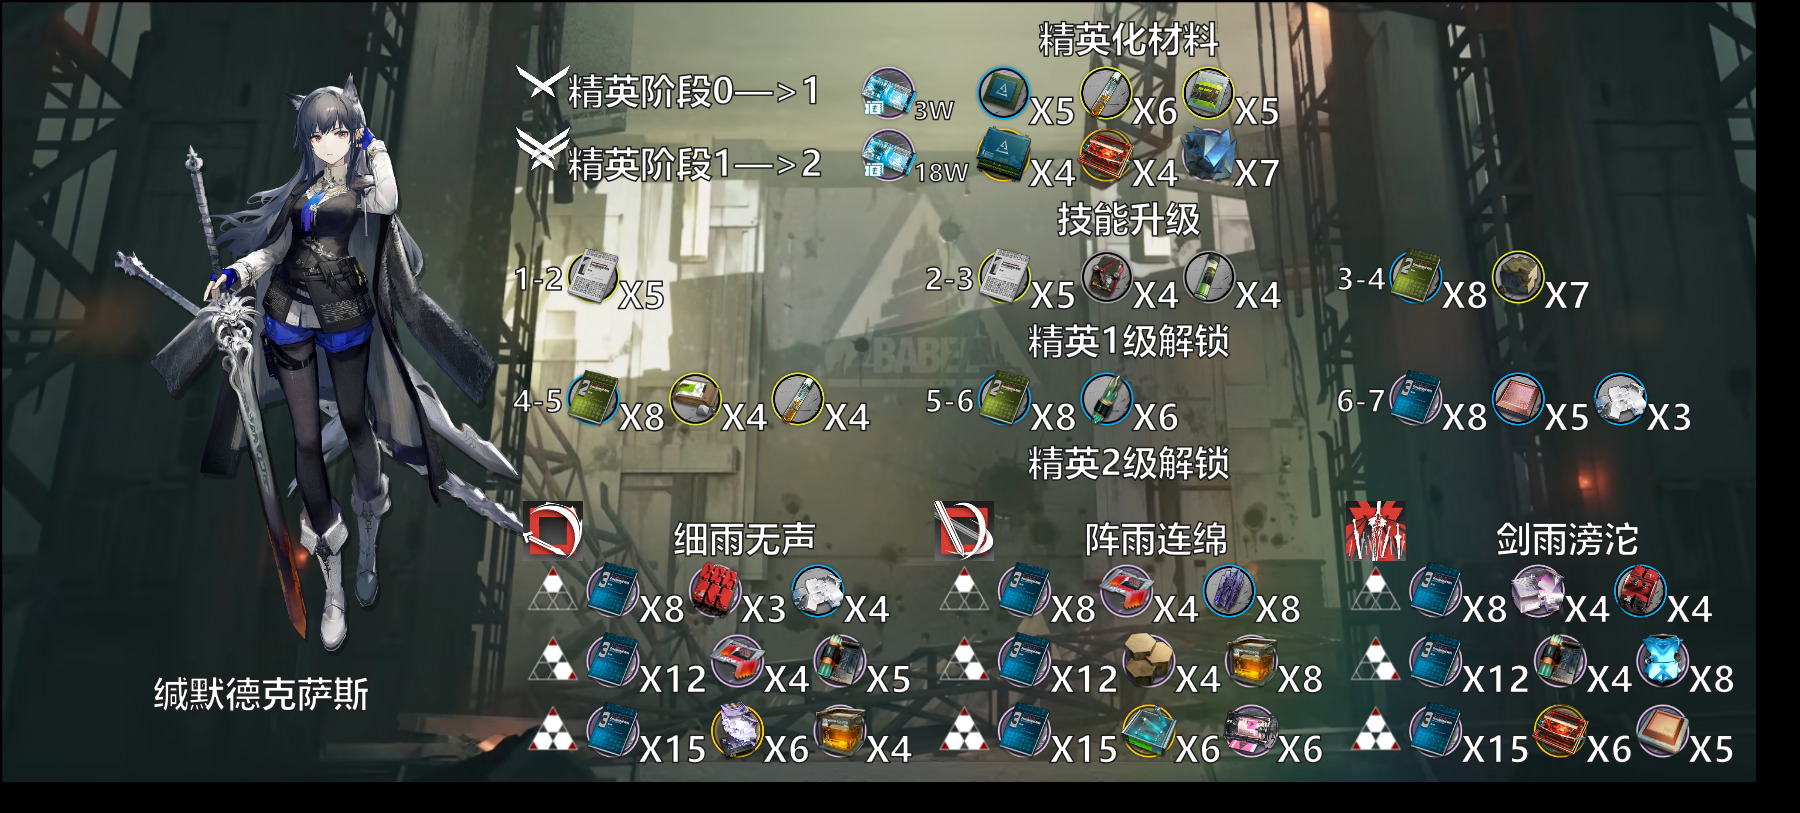 精英化材料
精英阶段0—>1 3W X5 X6 X5
精英阶段1—>2 18W X4 X4 X7
技能升级
1-2 X5 2-3 X5 X4 X4 3-4 X8 X7
BABEL
精英1级解锁
4-5 X8 X4 X4 5-6 X8 X6 6-7 X8 X5 X3
精英2级解锁
细雨无声 阵雨连绵 剑雨滂沱
X8 X3 X4 X8 X4 X8 X8 X4 X4
X12 X4 X5 X12 X4 X8 X12 X4 X8
X15 X6 X4 X15 X6 X6 X15 X6 X5
缄默德克萨斯